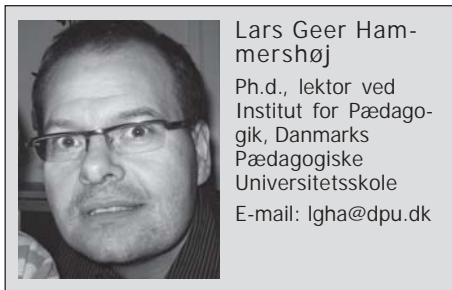 Lars Geer Ham-
mershøj
Ph.d., lektor ved
Institut for Pædago-
gik, Danmarks
Pædagogiske
Universitetsskole
E-mail: lgha@dpu.dk